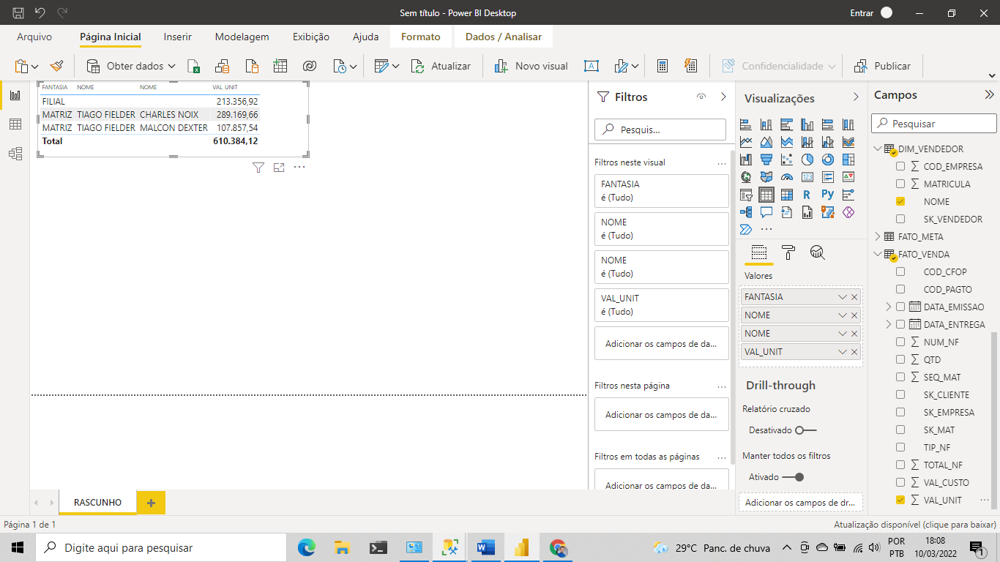 Sem título - Power BI Desktop
Entrar
Arquivo Página Inicial Inserir Modelagem Exibição Ajuda Formato Dados / Analisar
Obter dados
Atualizar
Novo visual
A
Confidencialidade
Publicar
FANTASIA NOME NOME VAL_UNIT
FILIAL 213.356,92
MATRIZ TIAGO FIELDER CHARLES NOIX 289.169,66
MATRIZ TIAGO FIELDER MALCON DEXTER 107.857,54
Total 610.384,12
Filtros
Pesquis...
Filtros neste visual
FANTASIA
é (Tudo)
NOME
é (Tudo)
NOME
é (Tudo)
VAL_UNIT
é (Tudo)
Adicionar os campos de da...
Filtros nesta página
Adicionar os campos de da...
Filtros em todas as páginas
Adicionar os campos de da...
Visualizações
123
R
Py
Valores
FANTASIA
NOME
NOME
VAL_UNIT
Drill-through
Relatório cruzado
Desativado
Manter todos os filtros
Ativado
Adicionar os campos de dr...
Campos
Pesquisar
DIM_VENDEDOR
COD_EMPRESA
MATRICULA
NOME
SK_VENDEDOR
FATO_META
FATO_VENDA
COD_CFOP
COD_PAGTO
DATA_EMISSAO
DATA_ENTREGA
NUM_NF
QTD
SEQ_MAT
SK_CLIENTE
SK_EMPRESA
SK_MAT
TIP_NF
TOTAL_NF
VAL_CUSTO
VAL_UNIT
RASCUNHO
Página 1 de 1
Atualização disponível (clique para baixar)
Digite aqui para pesquisar
29°C Panc. de chuva
POR
PTB
18:08
10/03/2022
1